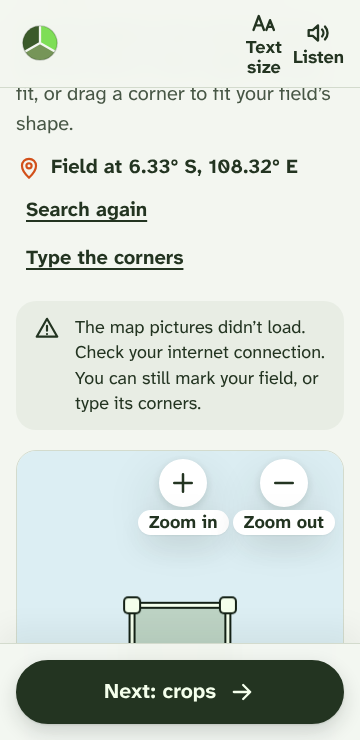 Text
size
Listen
fit, or drag a corner to fit your field’s
shape.
Field at 6.33° S, 108.32° E
Search again
Type the corners
The map pictures didn’t load.
Check your internet connection.
You can still mark your field, or
type its corners.
Zoom in
Zoom out
Next: crops